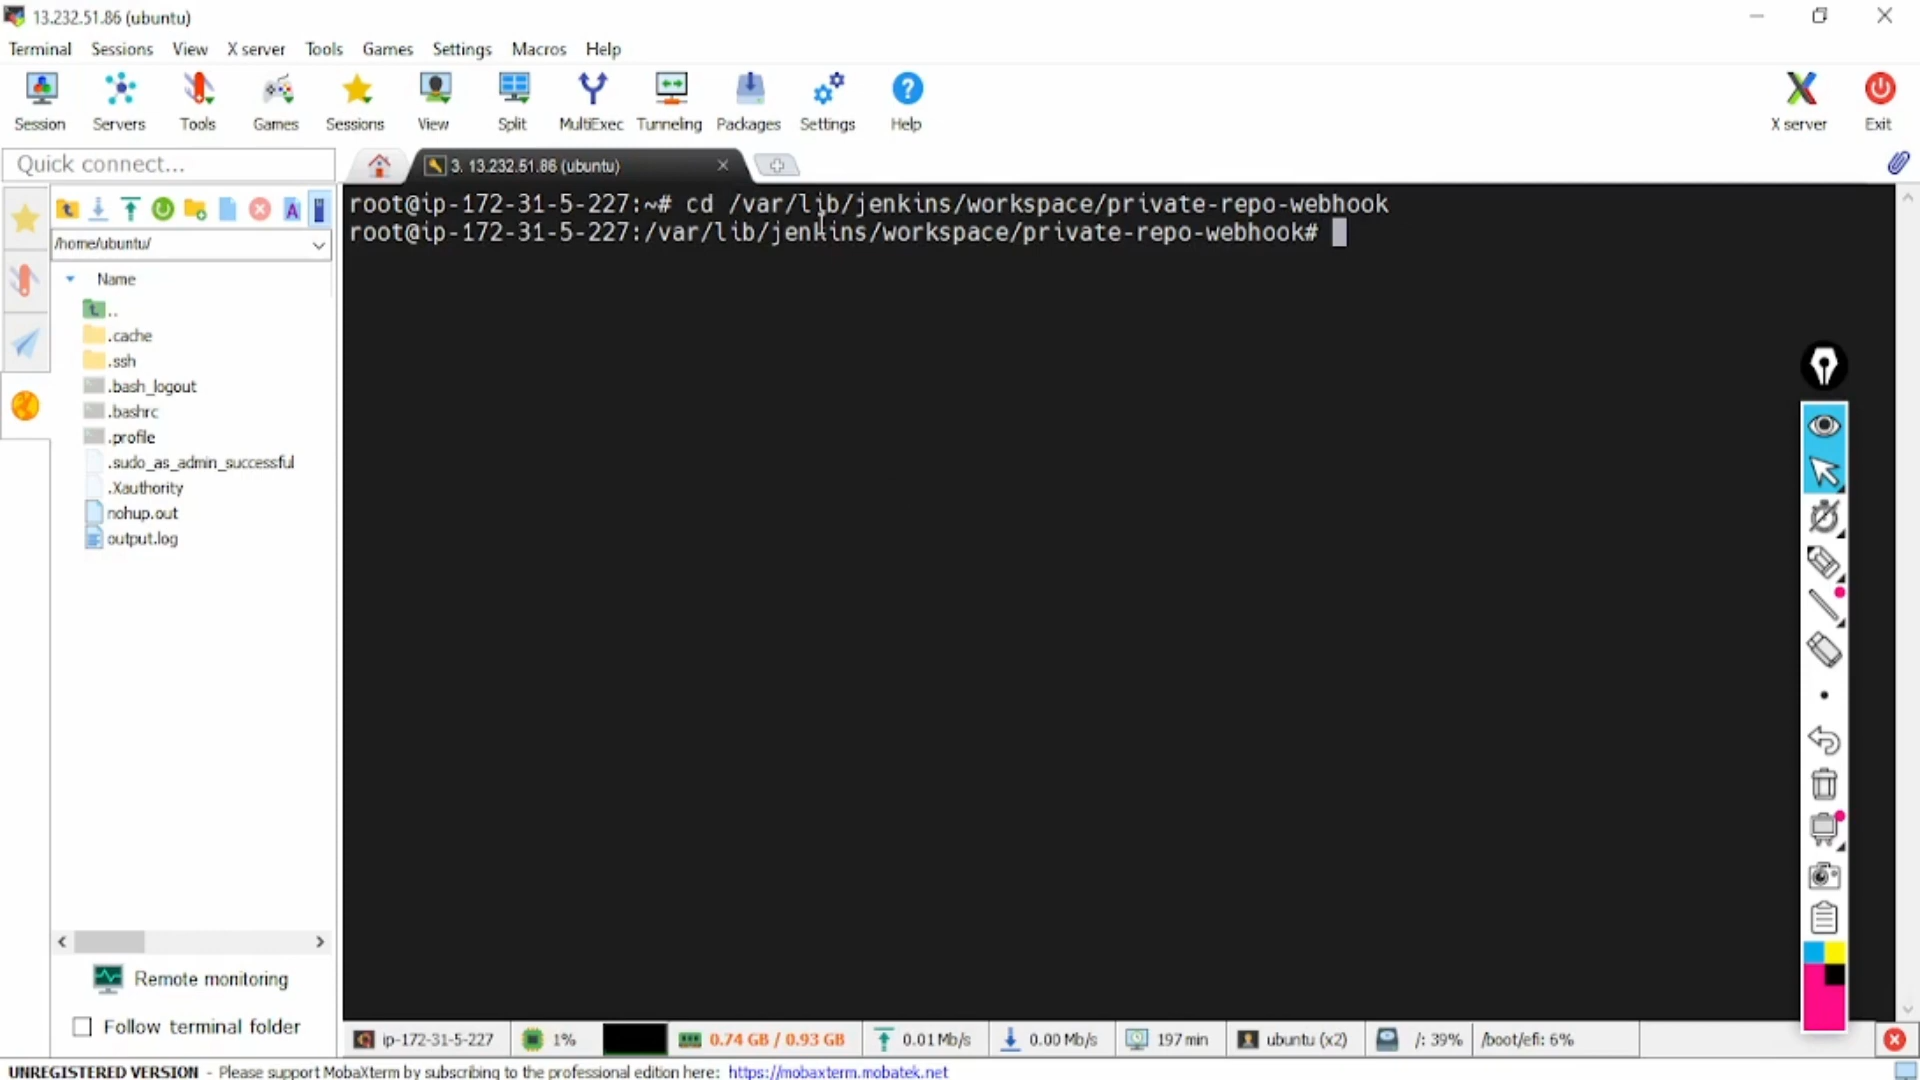 13.232.51.86 (ubuntu)
Terminal Sessions View X server Tools Games Settings Macros Help
Session Servers Tools Games Sessions View Split MultiExec Tunneling Packages Settings Help X server Exit
Quick connect...
3. 13.232.51.86 (ubuntu)
/home/ubuntu/
Name
..
.cache
.ssh
.bash_logout
.bashrc
.profile
.sudo_as_admin_successful
.Xauthority
nohup.out
output.log
Remote monitoring
Follow terminal folder
root@ip-172-31-5-227:~# cd /var/lib/jenkins/workspace/private-repo-webhook
root@ip-172-31-5-227:/var/lib/jenkins/workspace/private-repo-webhook#
ip-172-31-5-227 1% 0.74 GB / 0.93 GB 0.01 Mb/s 0.00 Mb/s 197 min ubuntu (x2) /: 39% /boot/efi: 6%
UNREGISTERED VERSION - Please support MobaXterm by subscribing to the professional edition here: https://mobaxterm.mobatek.net